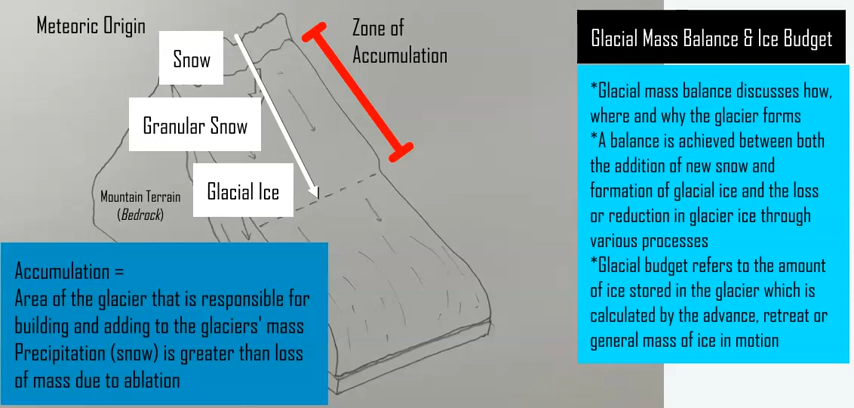 Meteoric Origin
Snow
Granular Snow
Glacial Ice
Zone of
Accumulation
Mountain Terrain
(Bedrock)
Accumulation =
Area of the glacier that is responsible for
building and adding to the glaciers' mass
Precipitation (snow) is greater than loss
of mass due to ablation
Glacial Mass Balance & Ice Budget
*Glacial mass balance discusses how,
where and why the glacier forms
*A balance is achieved between both
the addition of new snow and
formation of glacial ice and the loss
or reduction in glacier ice through
various processes
*Glacial budget refers to the amount
of ice stored in the glacier which is
calculated by the advance, retreat or
general mass of ice in motion